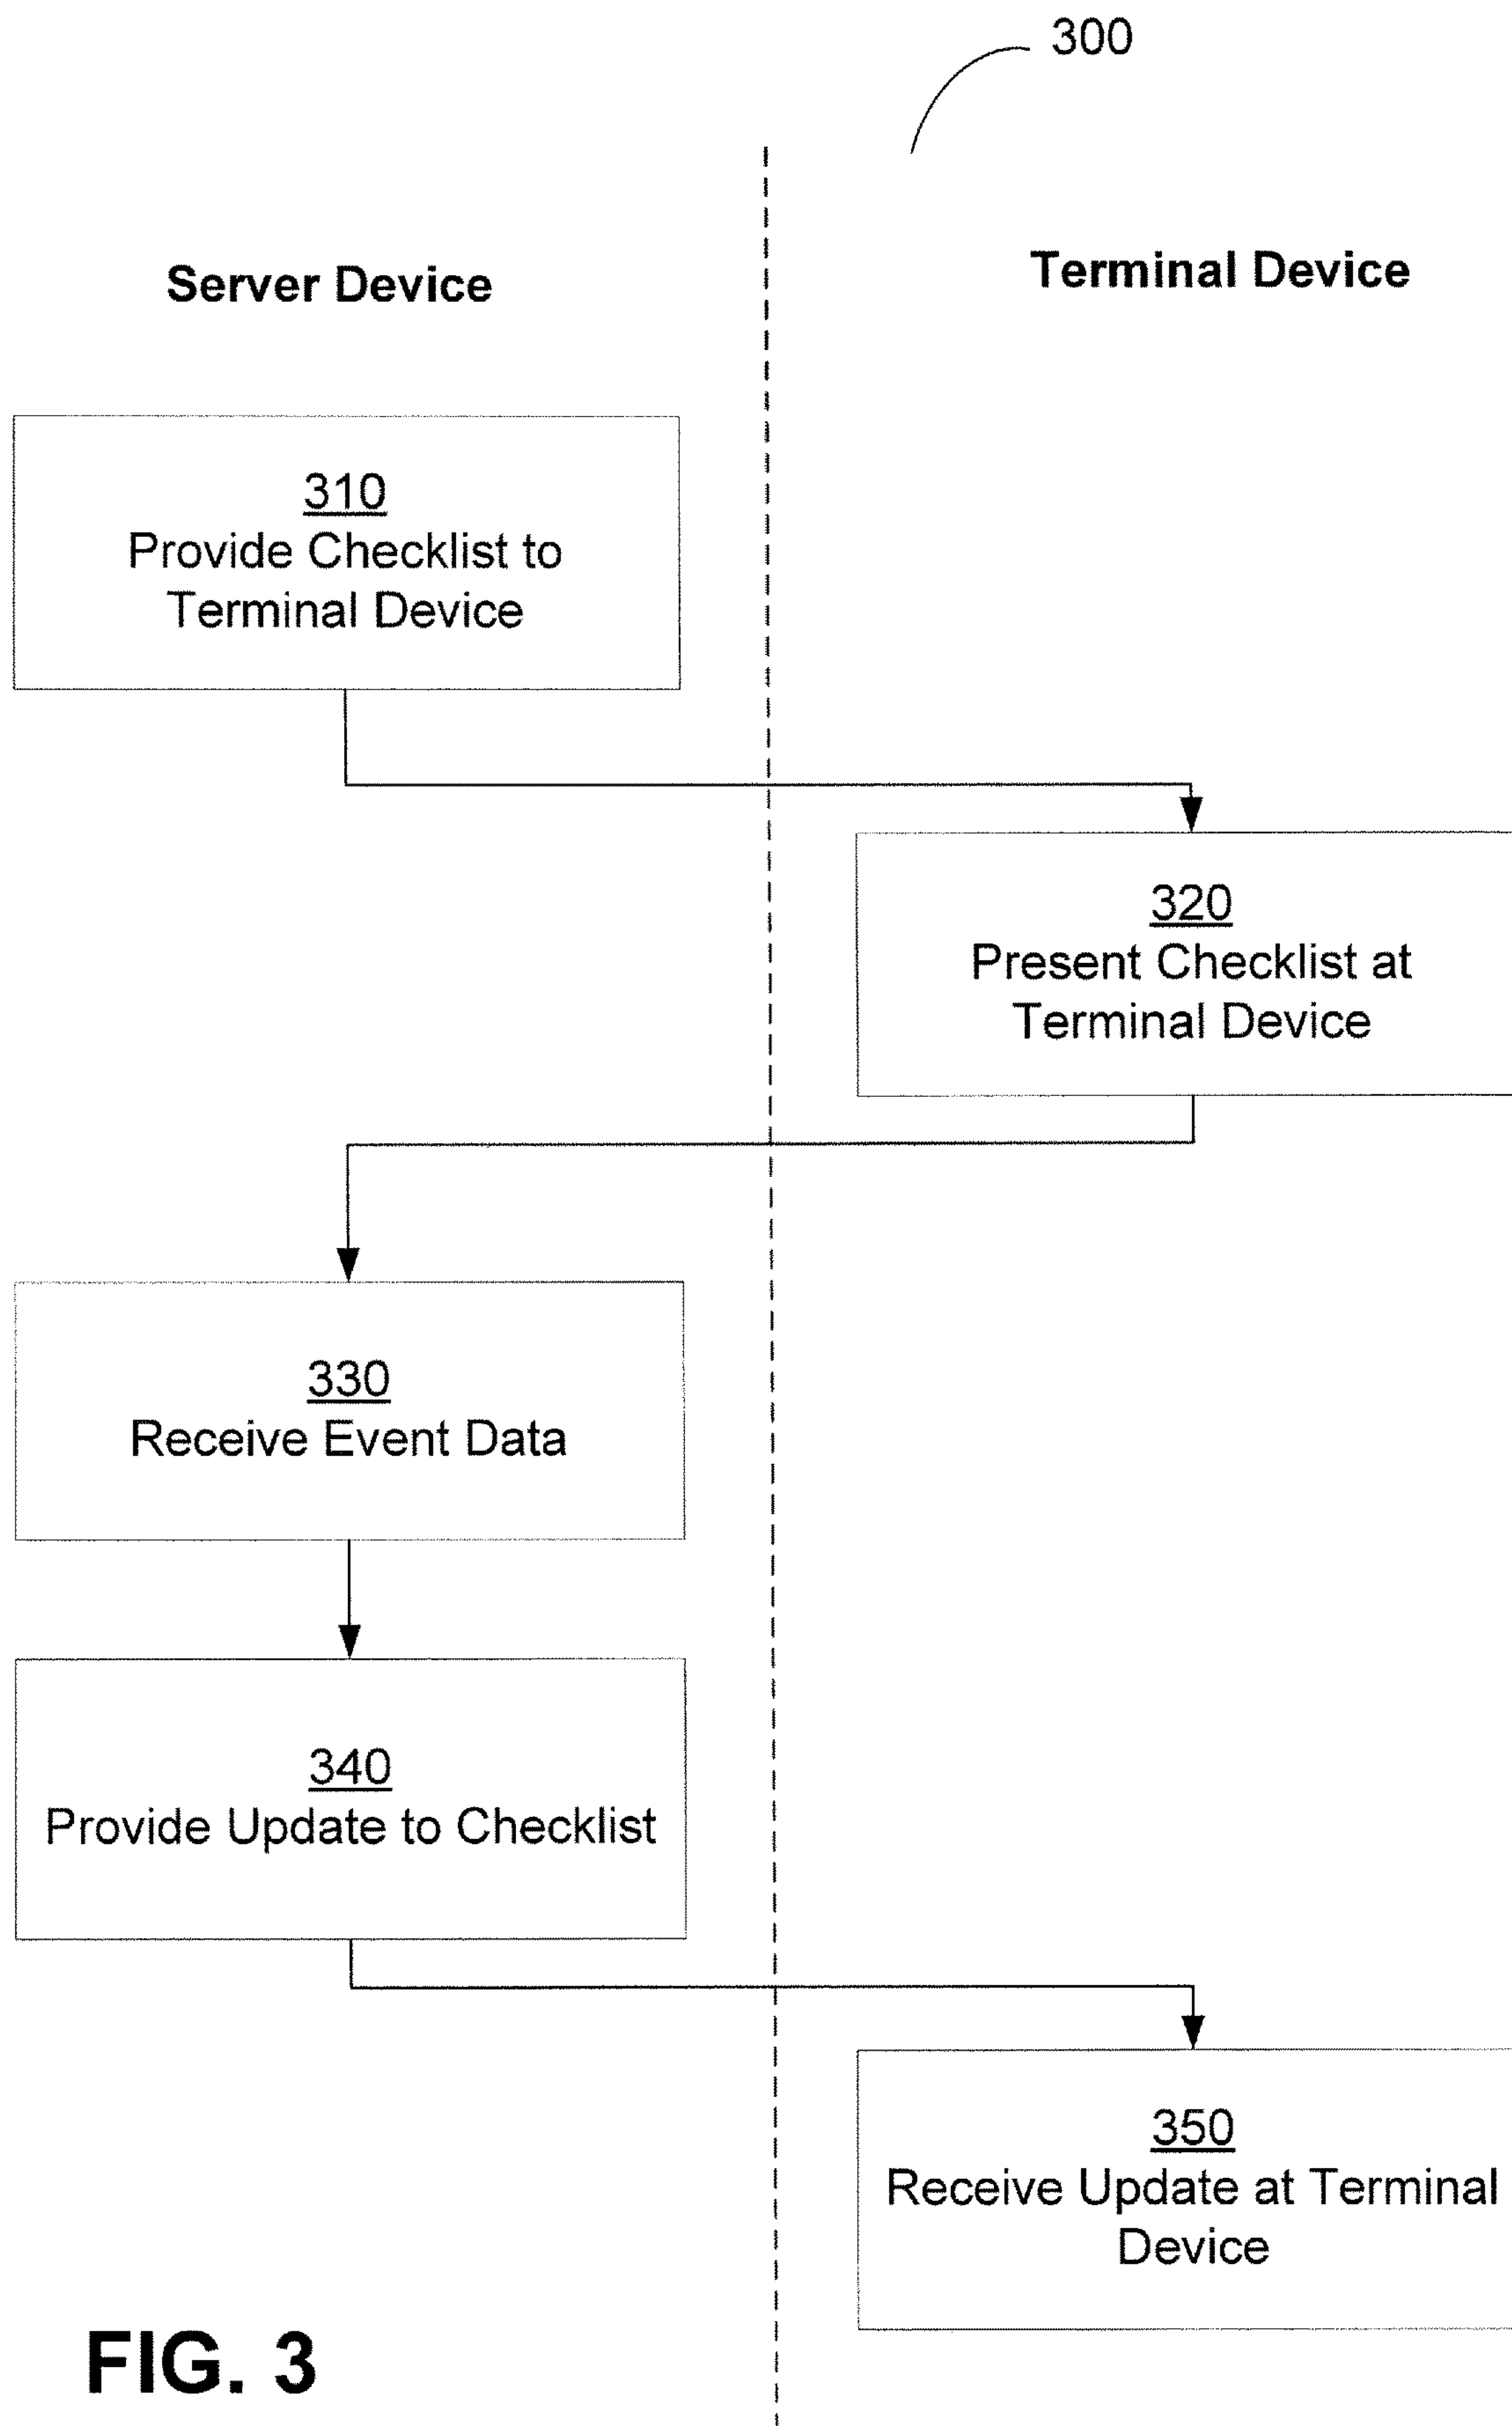 300
Server Device
Terminal Device
310
Provide Checklist to
Terminal Device
320
Present Checklist at
Terminal Device
330
Receive Event Data
340
Provide Update to Checklist
350
Receive Update at Terminal
Device
FIG. 3